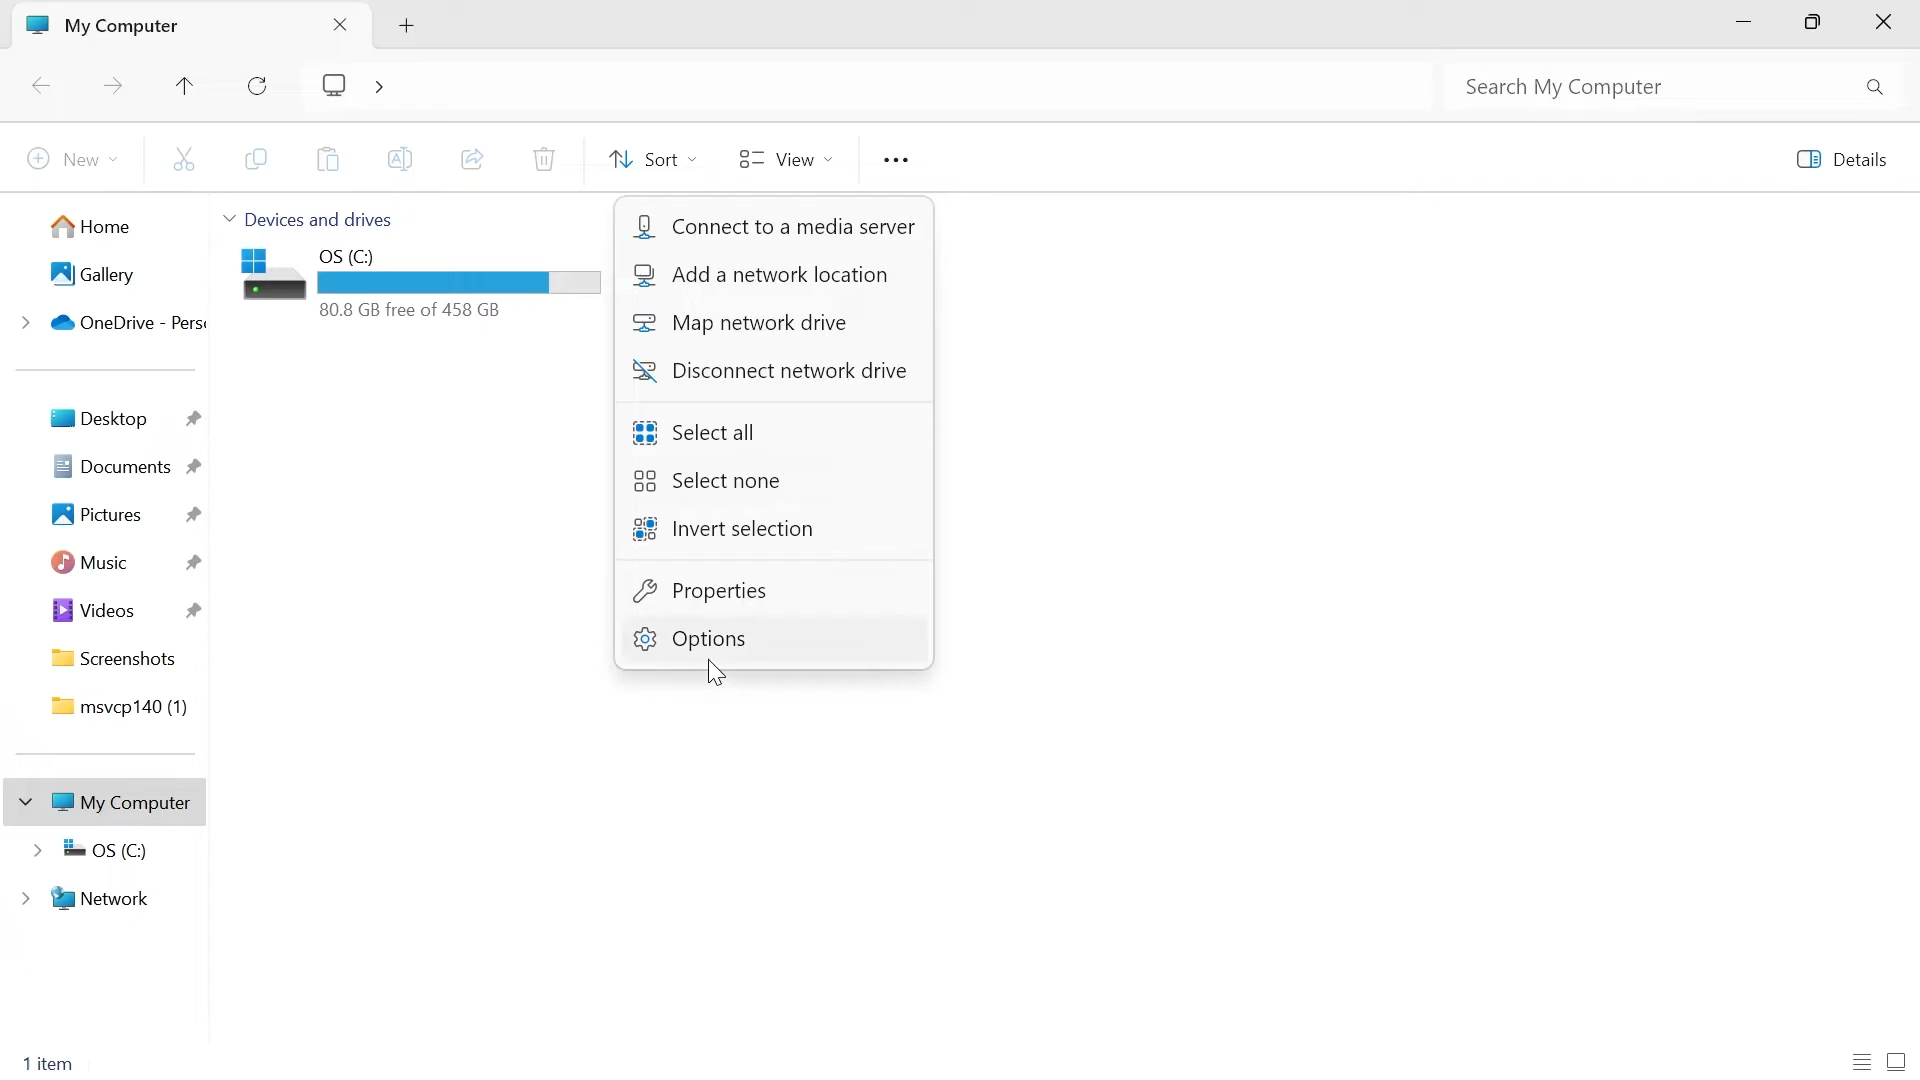 My Computer
Search My Computer
New
Sort
View
Details
Home
Gallery
OneDrive - Pers
Desktop
Documents
Pictures
Music
Videos
Screenshots
msvcp140 (1)
My Computer
OS (C:)
Network
Devices and drives
OS (C:)
80.8 GB free of 458 GB
Connect to a media server
Add a network location
Map network drive
Disconnect network drive
Select all
Select none
Invert selection
Properties
Options
1 item